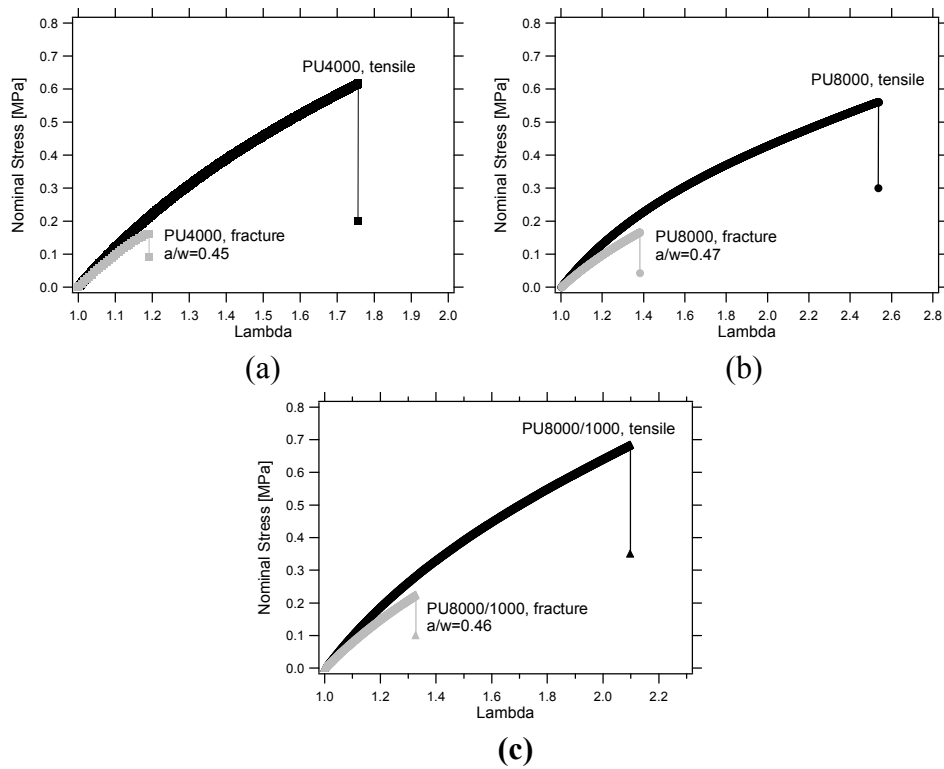 0.8
0.7
0.6
0.5
0.4
0.3
0.2
0.1
0.0
Nominal Stress [MPa]
PU4000, tensile
PU4000, fracture
a/w=0.45
1.0 1.1 1.2 1.3 1.4 1.5 1.6 1.7 1.8 1.9 2.0
Lambda
(a)
0.8
0.7
0.6
0.5
0.4
0.3
0.2
0.1
0.0
Nominal Stress [MPa]
PU8000, tensile
PU8000, fracture
a/w=0.47
1.0 1.2 1.4 1.6 1.8 2.0 2.2 2.4 2.6 2.8
Lambda
(b)
0.8
0.7
0.6
0.5
0.4
0.3
0.2
0.1
0.0
Nominal Stress [MPa]
PU8000/1000, tensile
PU8000/1000, fracture
a/w=0.46
1.0 1.2 1.4 1.6 1.8 2.0 2.2
Lambda
(c)